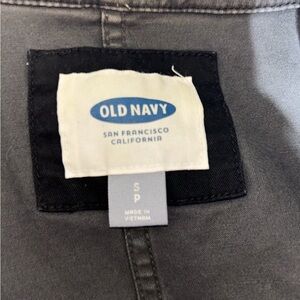 OLD NAVY
SAN FRANCISCO
CALIFORNIA
S
P
MADE IN
VIETNAM